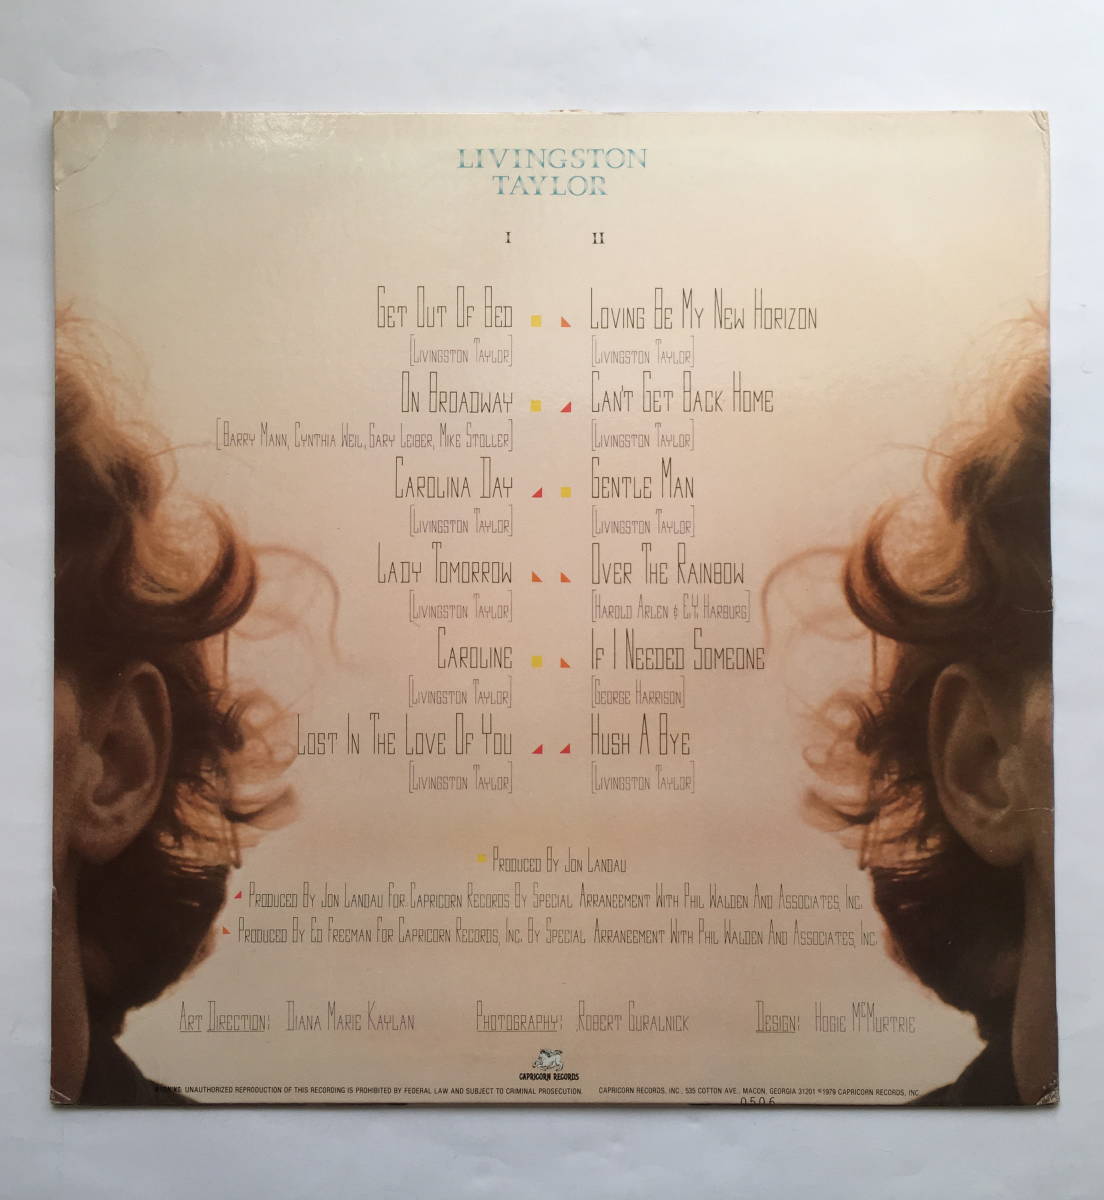 LIVINGSTON
TAYLOR
I II
GET OUT OF BED
[LIVINGSTON TAYLOR]
ON BROADWAY
[BARRY MANN, CYNTHIA WEIL, GARY LEIBER, MIKE STOLLER]
CAROLINA DAY
[LIVINGSTON TAYLOR]
LADY TOMORROW
[LIVINGSTON TAYLOR]
CAROLINE
[LIVINGSTON TAYLOR]
LOST IN THE LOVE OF YOU
[LIVINGSTON TAYLOR]
LOVING BE MY NEW HORIZON
[LIVINGSTON TAYLOR]
CAN'T GET BACK HOME
[LIVINGSTON TAYLOR]
GENTLE MAN
[LIVINGSTON TAYLOR]
OVER THE RAINBOW
[HAROLD ARLEN & E.Y. HARBURG]
IF I NEEDED SOMEONE
[GEORGE HARRISON]
HUSH A BYE
[LIVINGSTON TAYLOR]
PRODUCED BY JON LANDAU
PRODUCED BY JON LANDAU FOR CAPRICORN RECORDS BY SPECIAL ARRANGEMENT WITH PHIL WALDEN AND ASSOCIATES, INC.
PRODUCED BY ED FREEMAN FOR CAPRICORN RECORDS, INC. BY SPECIAL ARRANGEMENT WITH PHIL WALDEN AND ASSOCIATES, INC.
ART DIRECTION: DIANA MARIE KAYLAN PHOTOGRAPHY: ROBERT GURALNICK DESIGN: HOGIE McMURTRIE
CAPRICORN RECORDS
WARNING: UNAUTHORIZED REPRODUCTION OF THIS RECORDING IS PROHIBITED BY FEDERAL LAW AND SUBJECT TO CRIMINAL PROSECUTION. CAPRICORN RECORDS, INC., 535 COTTON AVE., MACON, GEORGIA 31201 ℗1979 CAPRICORN RECORDS, INC.
0506